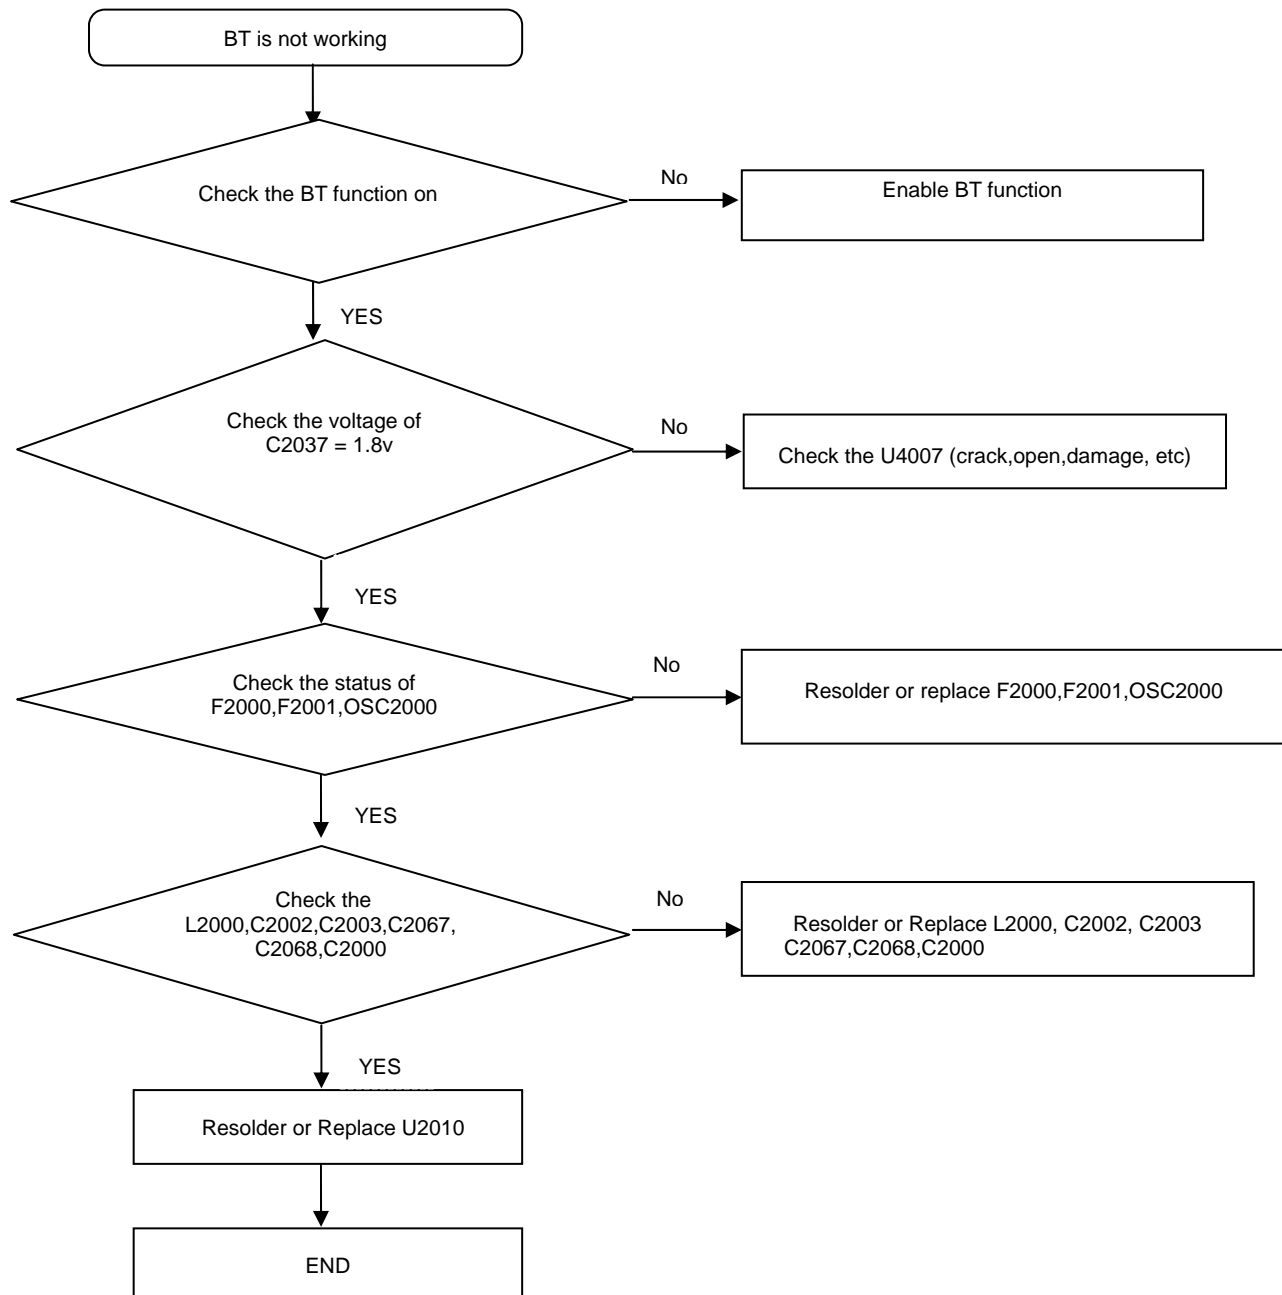 BT is not working
Check the BT function on
No
Enable BT function
YES
Check the voltage of
C2037 = 1.8v
No
Check the U4007 (crack,open,damage, etc)
YES
Check the status of
F2000,F2001,OSC2000
No
Resolder or replace F2000,F2001,OSC2000
YES
Check the
L2000,C2002,C2003,C2067,
C2068,C2000
No
Resolder or Replace L2000, C2002, C2003
C2067,C2068,C2000
YES
Resolder or Replace U2010
END